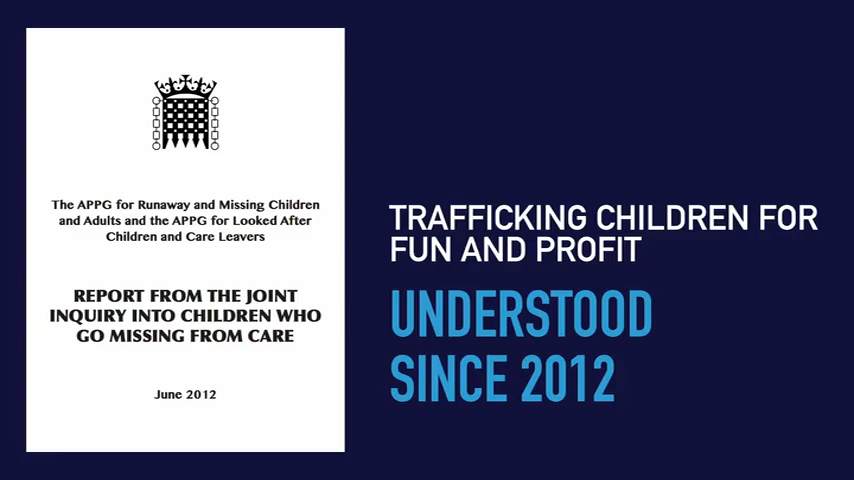 The APPG for Runaway and Missing Children
and Adults and the APPG for Looked After
Children and Care Leavers
REPORT FROM THE JOINT
INQUIRY INTO CHILDREN WHO
GO MISSING FROM CARE
June 2012
TRAFFICKING CHILDREN FOR
FUN AND PROFIT
UNDERSTOOD
SINCE 2012